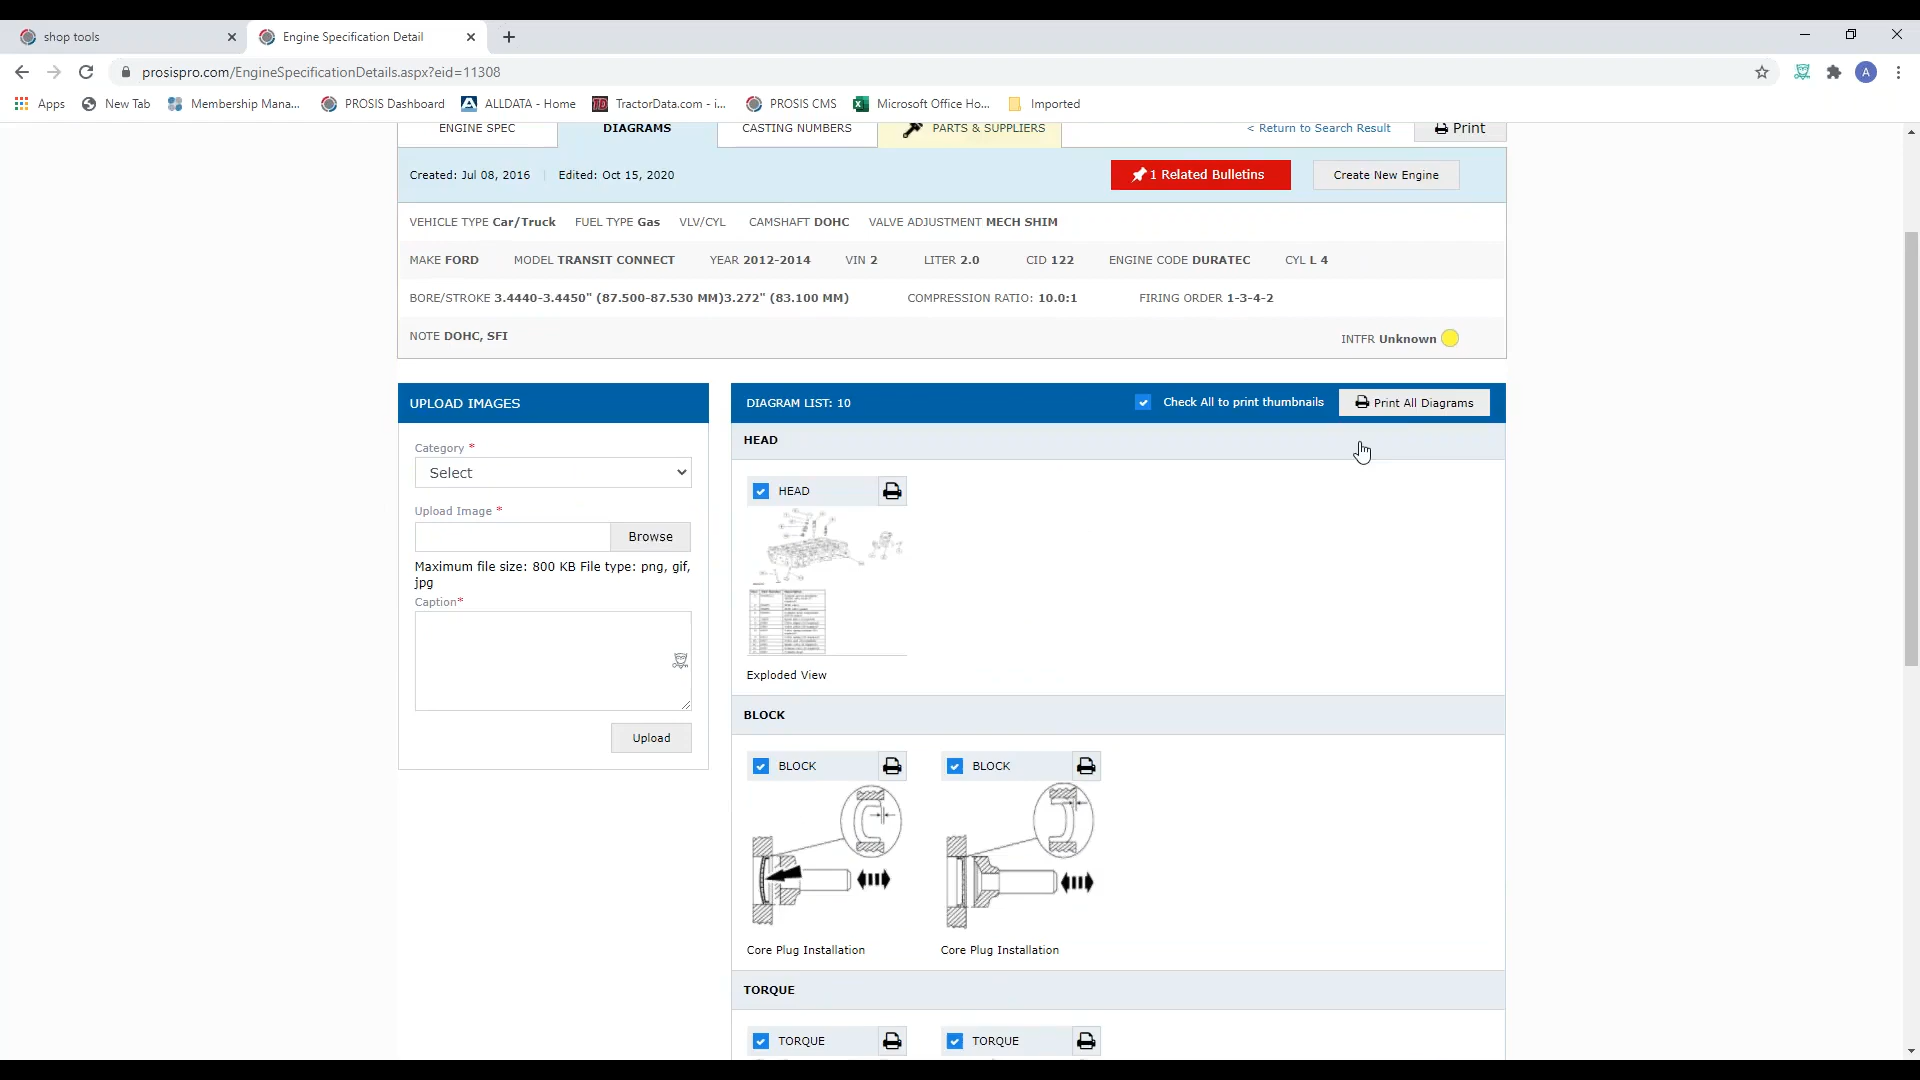 shop tools
Engine Specification Detail
prosispro.com/EngineSpecificationDetails.aspx?eid=11308
A
Apps New Tab Membership Mana... PROSIS Dashboard ALLDATA - Home TractorData.com - i... PROSIS CMS Microsoft Office Ho... Imported
ENGINE SPEC DIAGRAMS CASTING NUMBERS PARTS & SUPPLIERS < Return to Search Result Print
Created: Jul 08, 2016 Edited: Oct 15, 2020 1 Related Bulletins Create New Engine
VEHICLE TYPE Car/Truck FUEL TYPE Gas VLV/CYL CAMSHAFT DOHC VALVE ADJUSTMENT MECH SHIM
MAKE FORD MODEL TRANSIT CONNECT YEAR 2012-2014 VIN 2 LITER 2.0 CID 122 ENGINE CODE DURATEC CYL L 4
BORE/STROKE 3.4440-3.4450" (87.500-87.530 MM)3.272" (83.100 MM) COMPRESSION RATIO: 10.0:1 FIRING ORDER 1-3-4-2
NOTE DOHC, SFI INTFR Unknown
UPLOAD IMAGES
Category *
Select
Upload Image *
Browse
Maximum file size: 800 KB File type: png, gif,
jpg
Caption*
Upload
DIAGRAM LIST: 10 Check All to print thumbnails Print All Diagrams
HEAD
HEAD
Exploded View
BLOCK
BLOCK BLOCK
Core Plug Installation Core Plug Installation
TORQUE
TORQUE TORQUE